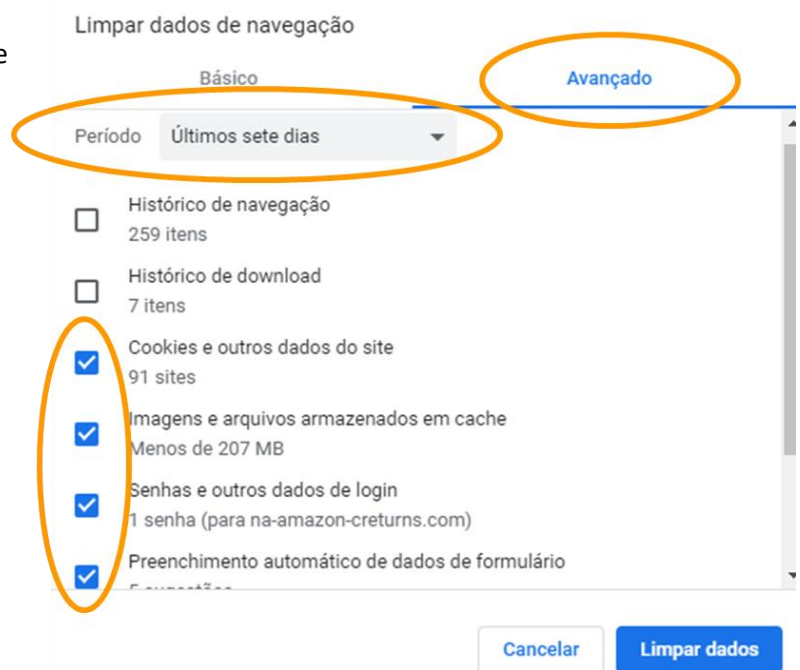 Limpar dados de navegação
e
Básico Avançado
Período Últimos sete dias
Histórico de navegação
259 itens
Histórico de download
7 itens
Cookies e outros dados do site
91 sites
Imagens e arquivos armazenados em cache
Menos de 207 MB
Senhas e outros dados de login
1 senha (para na-amazon-creturns.com)
Preenchimento automático de dados de formulário
5 sugestões
Cancelar Limpar dados